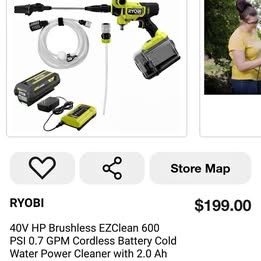 RYOBI
Store Map
RYOBI
$199.00
40V HP Brushless EZClean 600
PSI 0.7 GPM Cordless Battery Cold
Water Power Cleaner with 2.0 Ah